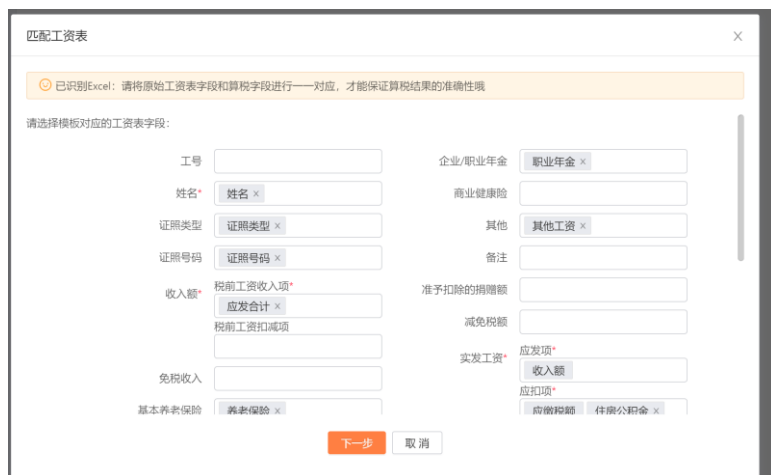 匹配工资表
已识别Excel：请将原始工资表字段和算税字段进行一一对应，才能保证算税结果的准确性哦
请选择模板对应的工资表字段：
工号
姓名* 姓名 ×
证照类型 证照类型 ×
证照号码 证照号码 ×
收入额* 税前工资收入项*
应发合计 ×
税前工资扣减项
免税收入
基本养老保险 养老保险 ×
企业/职业年金 职业年金 ×
商业健康险
其他 其他工资 ×
备注
准予扣除的捐赠额
减免税额
实发工资* 应发项*
收入额
应扣项*
应缴税额 住房公积金 ×
下一步 取消